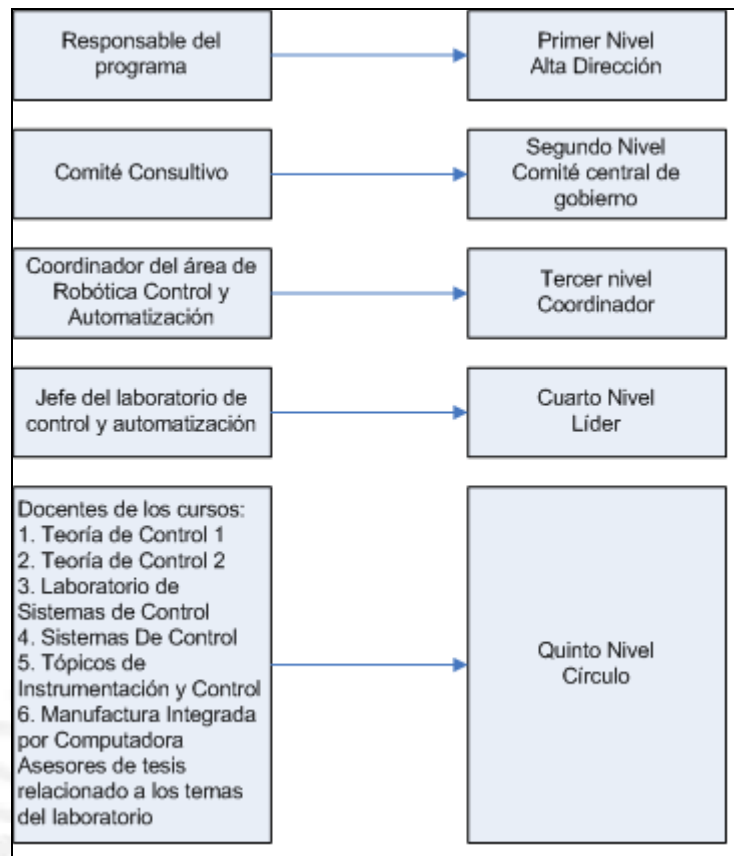 Responsable del
programa
Primer Nivel
Alta Dirección
Comité Consultivo
Segundo Nivel
Comité central de
gobierno
Coordinador del área de
Robótica Control y
Automatización
Tercer nivel
Coordinador
Jefe del laboratorio de
control y automatización
Cuarto Nivel
Líder
Docentes de los cursos:
1. Teoría de Control 1
2. Teoría de Control 2
3. Laboratorio de
Sistemas de Control
4. Sistemas De Control
5. Tópicos de
Instrumentación y Control
6. Manufactura Integrada
por Computadora
Asesores de tesis
relacionado a los temas
del laboratorio
Quinto Nivel
Círculo